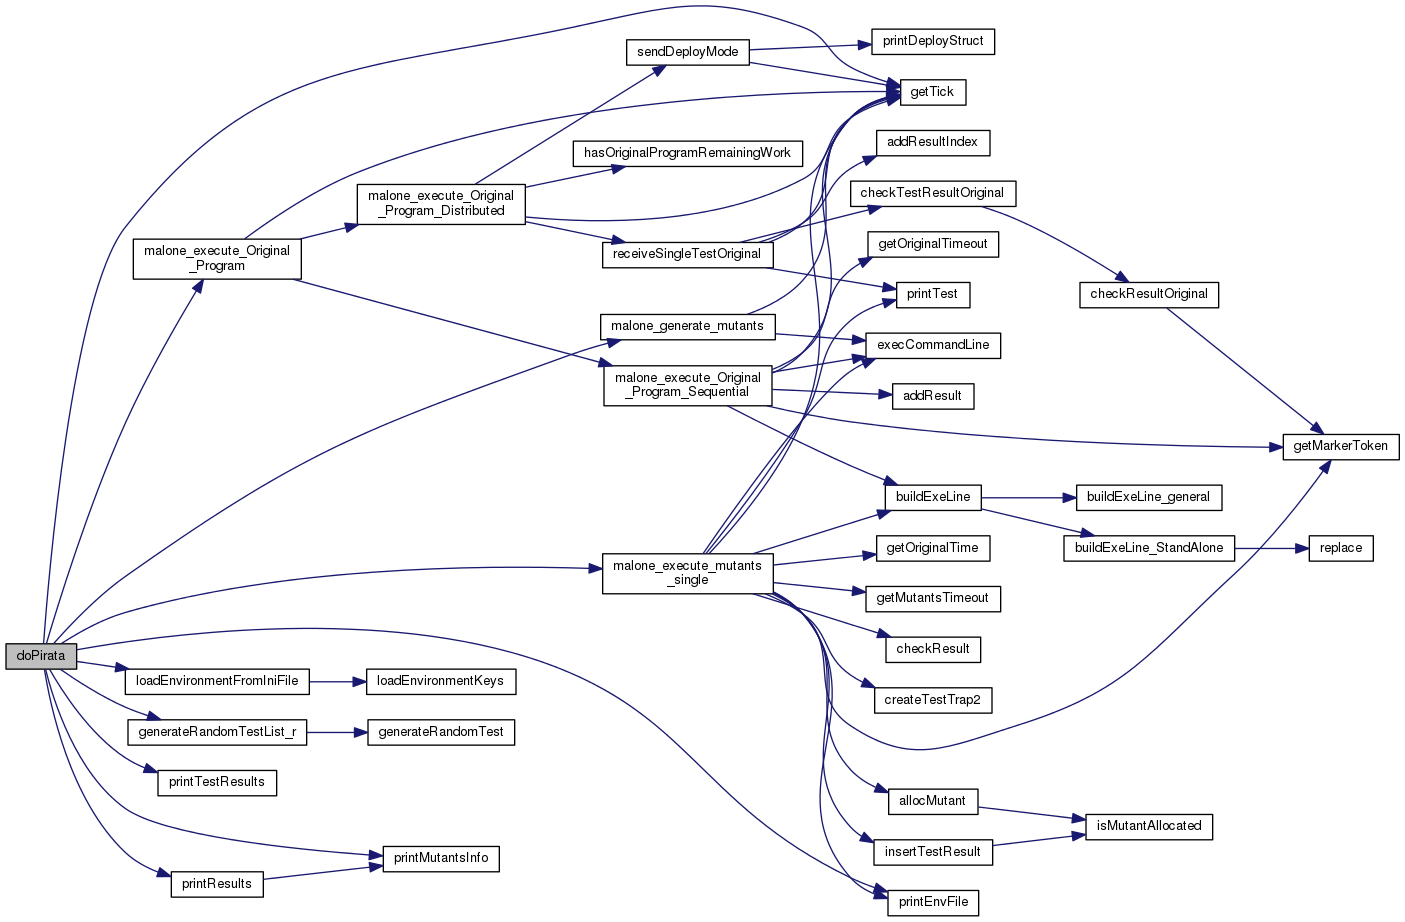 printDeployStruct
sendDeployMode
getTick
addResultIndex
hasOriginalProgramRemainingWork
checkTestResultOriginal
malone_execute_Original
_Program_Distributed
getOriginalTimeout
malone_execute_Original
_Program
receiveSingleTestOriginal
printTest
checkResultOriginal
malone_generate_mutants
execCommandLine
malone_execute_Original
_Program_Sequential
addResult
getMarkerToken
buildExeLine
buildExeLine_general
getOriginalTime
buildExeLine_StandAlone
replace
malone_execute_mutants
_single
getMutantsTimeout
checkResult
doPirata
loadEnvironmentFromIniFile
loadEnvironmentKeys
createTestTrap2
generateRandomTestList_r
generateRandomTest
printTestResults
allocMutant
isMutantAllocated
insertTestResult
printMutantsInfo
printResults
printEnvFile